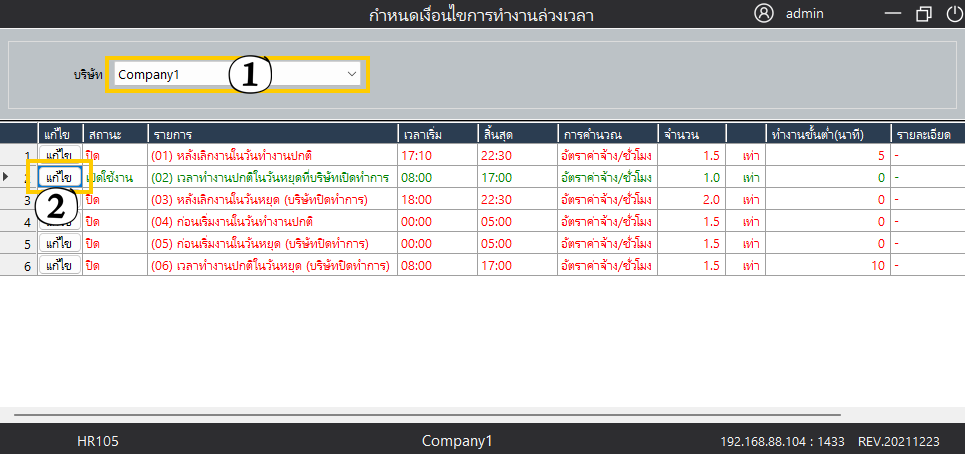 กำหนดเงื่อนไขการทำงานล่วงเวลา admin
บริษัท Company1 1
แก้ไข สถานะ รายการ เวลาเริ่ม สิ้นสุด การคำนวณ จำนวน ทำงานขั้นต่ำ(นาที) รายละเอียด
1 แก้ไข ปิด (01) หลังเลิกงานในวันทำงานปกติ 17:10 22:30 อัตราค่าจ้าง/ชั่วโมง 1.5 เท่า 5 -
2 แก้ไข เปิดใช้งาน (02) เวลาทำงานปกติในวันหยุดที่บริษัทเปิดทำการ 08:00 17:00 อัตราค่าจ้าง/ชั่วโมง 1.0 เท่า 0 -
3 2 ปิด (03) หลังเลิกงานในวันหยุด (บริษัทปิดทำการ) 18:00 22:30 อัตราค่าจ้าง/ชั่วโมง 2.0 เท่า 0 -
4 แก้ไข ปิด (04) ก่อนเริ่มงานในวันทำงานปกติ 00:00 05:00 อัตราค่าจ้าง/ชั่วโมง 1.5 เท่า 0 -
5 แก้ไข ปิด (05) ก่อนเริ่มงานในวันหยุด (บริษัทปิดทำการ) 00:00 05:00 อัตราค่าจ้าง/ชั่วโมง 1.5 เท่า 0 -
6 แก้ไข ปิด (06) เวลาทำงานปกติในวันหยุด (บริษัทปิดทำการ) 08:00 17:00 อัตราค่าจ้าง/ชั่วโมง 1.5 เท่า 10 -
HR105 Company1 192.168.88.104 : 1433 REV.20211223